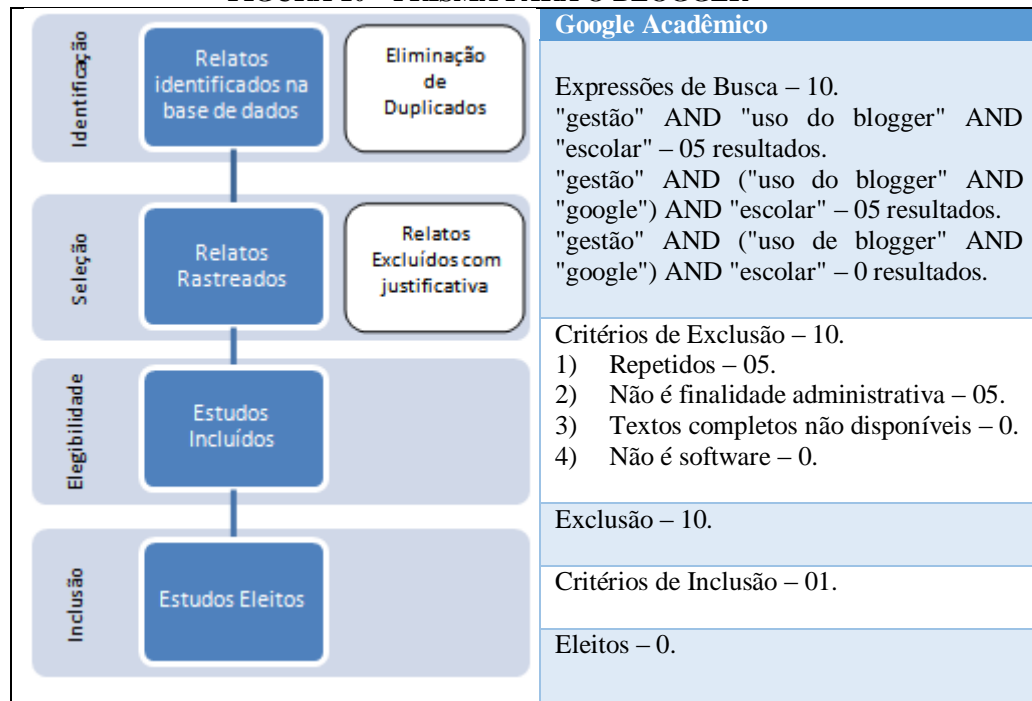 Identificação
Relatos
identificados na
base de dados
Eliminação
de
Duplicados
Seleção
Relatos
Rastreados
Relatos
Excluídos com
justificativa
Elegibilidade
Estudos
Incluídos
Inclusão
Estudos Eleitos
Google Acadêmico
Expressões de Busca – 10.
"gestão" AND "uso do blogger" AND
"escolar" – 05 resultados.
"gestão" AND ("uso do blogger" AND
"google") AND "escolar" – 05 resultados.
"gestão" AND ("uso de blogger" AND
"google") AND "escolar" – 0 resultados.
Critérios de Exclusão – 10.
1) Repetidos – 05.
2) Não é finalidade administrativa – 05.
3) Textos completos não disponíveis – 0.
4) Não é software – 0.
Exclusão – 10.
Critérios de Inclusão – 01.
Eleitos – 0.